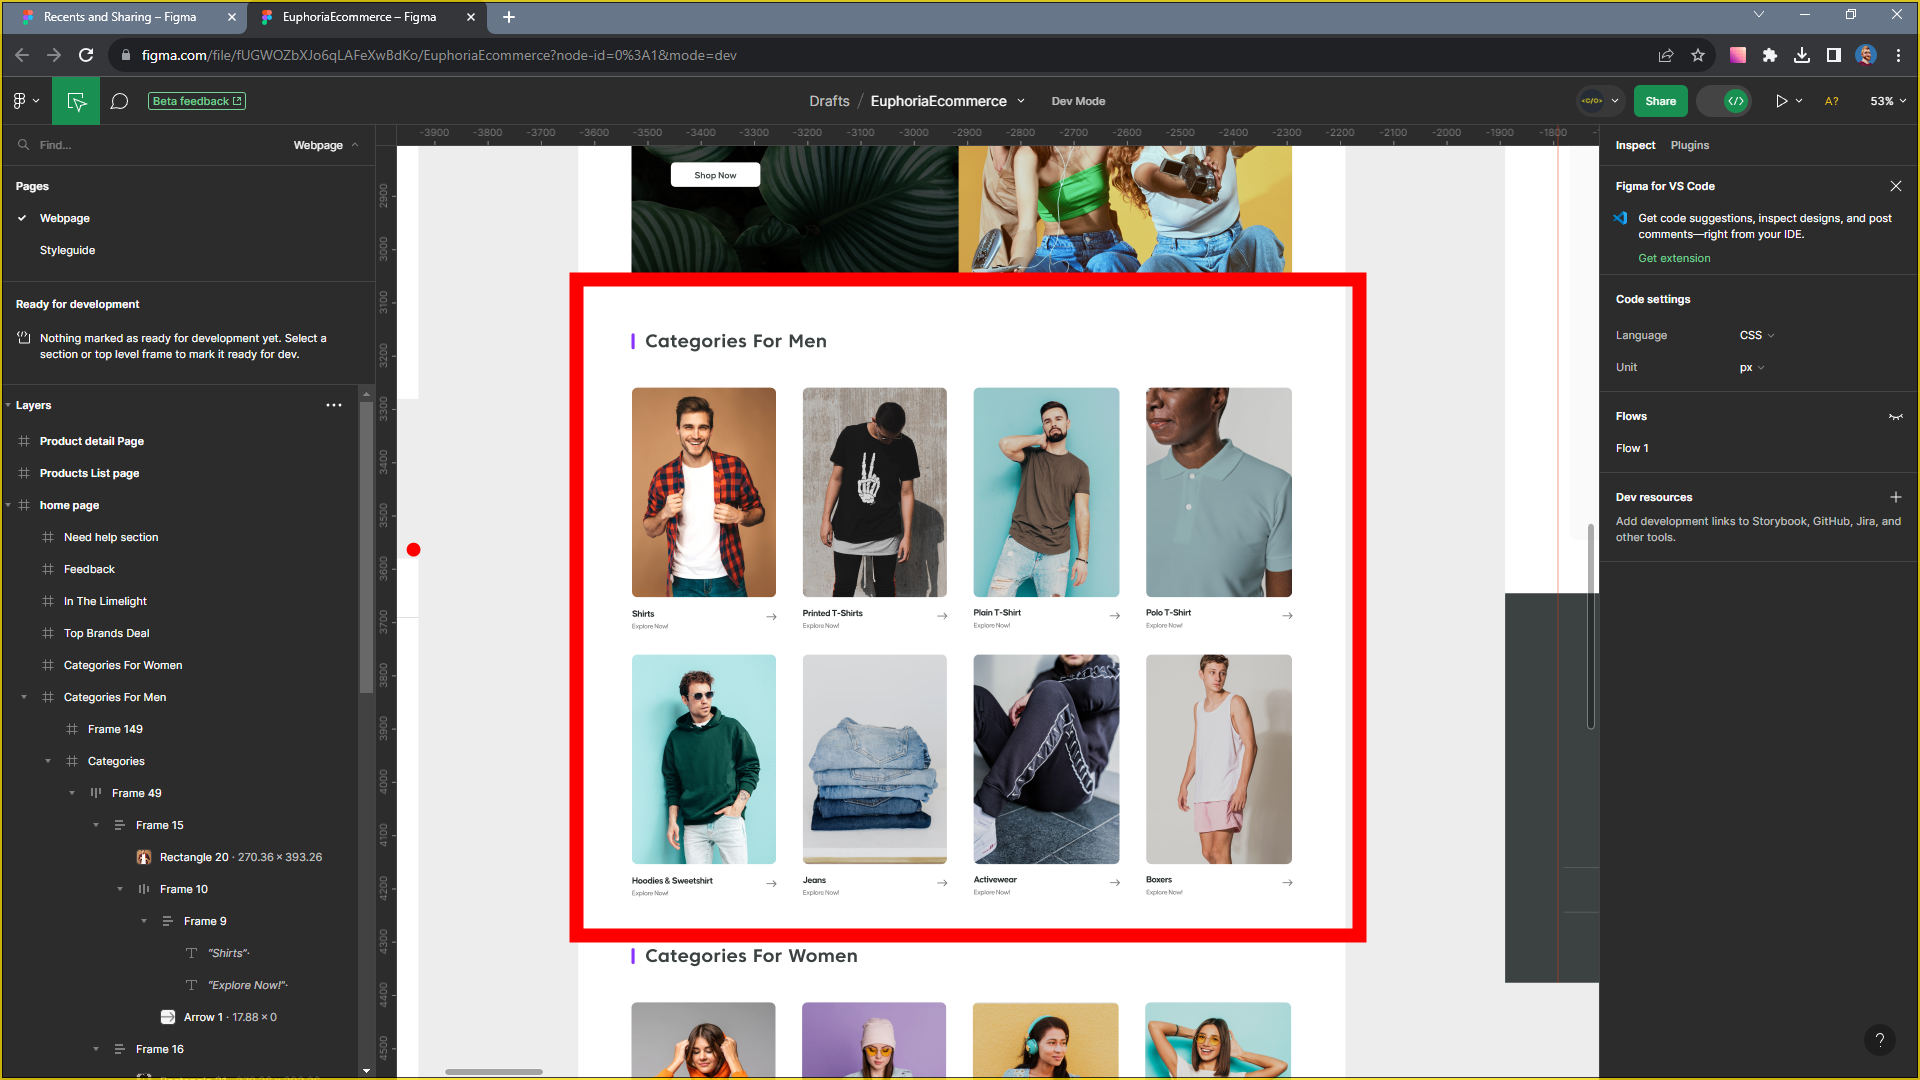 Recents and Sharing – Figma
EuphoriaEcommerce – Figma
figma.com/file/fUGWOZbXJo6qLAFeXwBdKo/EuphoriaEcommerce?node-id=0%3A1&mode=dev
Beta feedback
Drafts / EuphoriaEcommerce
Dev Mode
Share
A?
53%
Find...
Webpage
Pages
Webpage
Styleguide
Ready for development
Nothing marked as ready for development yet. Select a
section or top level frame to mark it ready for dev.
Layers
Product detail Page
Products List page
home page
Need help section
Feedback
In The Limelight
Top Brands Deal
Categories For Women
Categories For Men
Frame 149
Categories
Frame 49
Frame 15
Rectangle 20 · 270.36 × 393.26
Frame 10
Frame 9
"Shirts"·
"Explore Now!"·
Arrow 1 · 17.88 × 0
Frame 16
-3900 -3800 -3700 -3600 -3500 -3400 -3300 -3200 -3100 -3000 -2900 -2800 -2700 -2600 -2500 -2400 -2300 -2200 -2100 -2000 -1900 -1800
2900
3000
3100
3200
3300
3400
3500
3600
3700
3800
3900
4000
4100
4200
4300
4400
4500
Shop Now
Categories For Men
Shirts
Explore Now!
Printed T-Shirts
Explore Now!
Plain T-Shirt
Explore Now!
Polo T-Shirt
Explore Now!
Hoodies & Sweetshirt
Explore Now!
Jeans
Explore Now!
Activewear
Explore Now!
Boxers
Explore Now!
Categories For Women
Inspect
Plugins
Figma for VS Code
Get code suggestions, inspect designs, and post
comments—right from your IDE.
Get extension
Code settings
Language
CSS
Unit
px
Flows
Flow 1
Dev resources
Add development links to Storybook, GitHub, Jira, and
other tools.
?